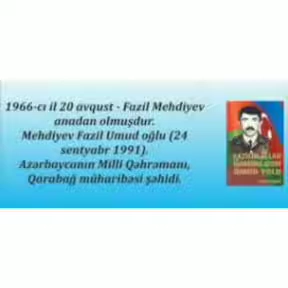 1966-cı il 20 avqust - Fazil Mehdiyev
anadan olmuşdur.
Mehdiyev Fazil Umud oğlu (24
sentyabr 1991).
Azərbaycanın Milli Qəhrəmanı,
Qarabağ müharibəsi şəhidi.